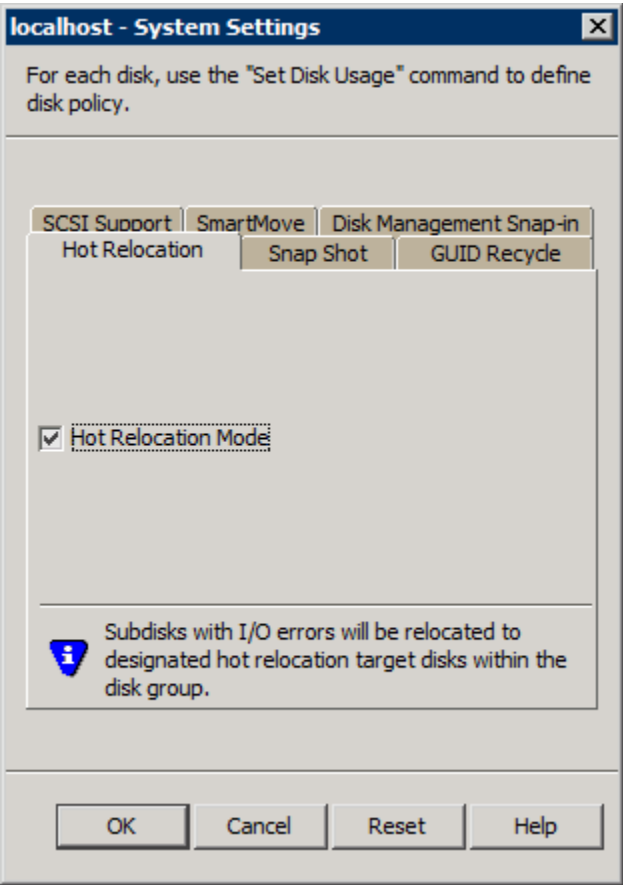 localhost - System Settings
For each disk, use the "Set Disk Usage" command to define
disk policy.
SCSI Support SmartMove Disk Management Snap-in
Hot Relocation Snap Shot GUID Recycle
Hot Relocation Mode
Subdisks with I/O errors will be relocated to
designated hot relocation target disks within the
disk group.
OK Cancel Reset Help